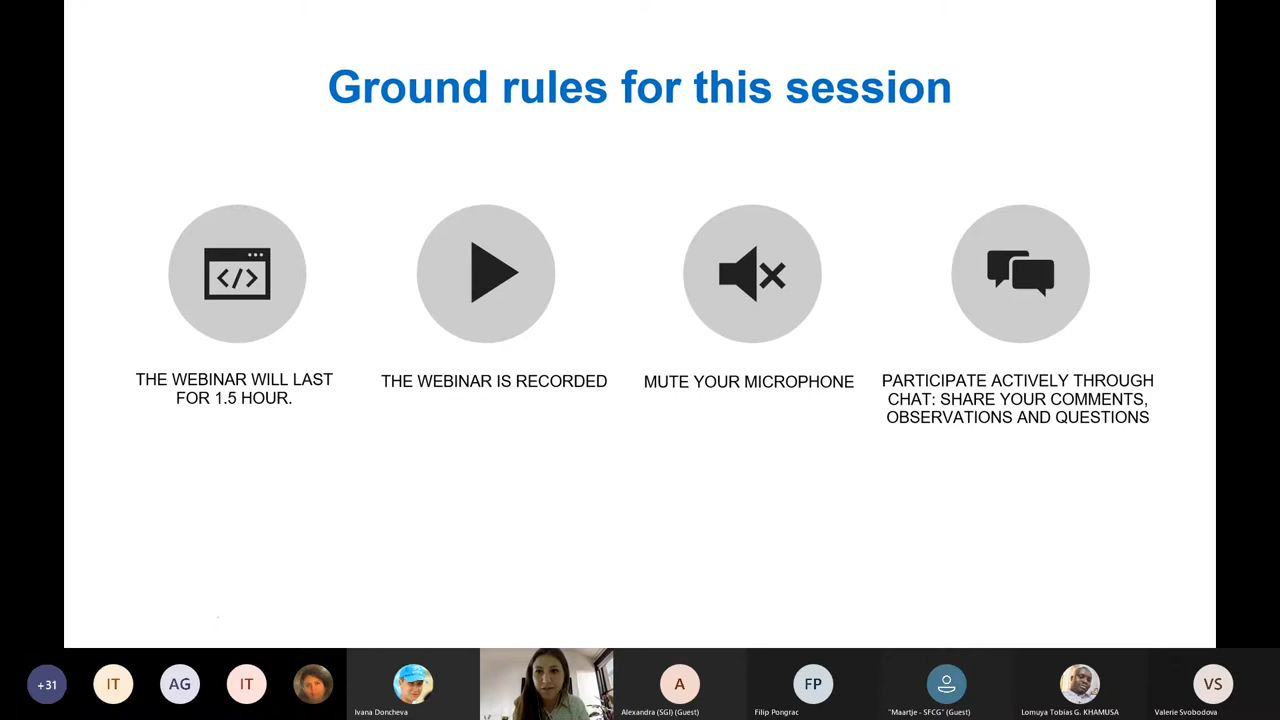 Ground rules for this session
THE WEBINAR WILL LAST
FOR 1.5 HOUR.
THE WEBINAR IS RECORDED
MUTE YOUR MICROPHONE
PARTICIPATE ACTIVELY THROUGH
CHAT: SHARE YOUR COMMENTS,
OBSERVATIONS AND QUESTIONS
+31
IT
AG
IT
A
FP
VS
Ivana Doncheva
Alexandra (SGI) (Guest)
Filip Pongrac
"Maartje - SFCG" (Guest)
Lomuya Tobias G. KHAMUSA
Valerie Svobodova